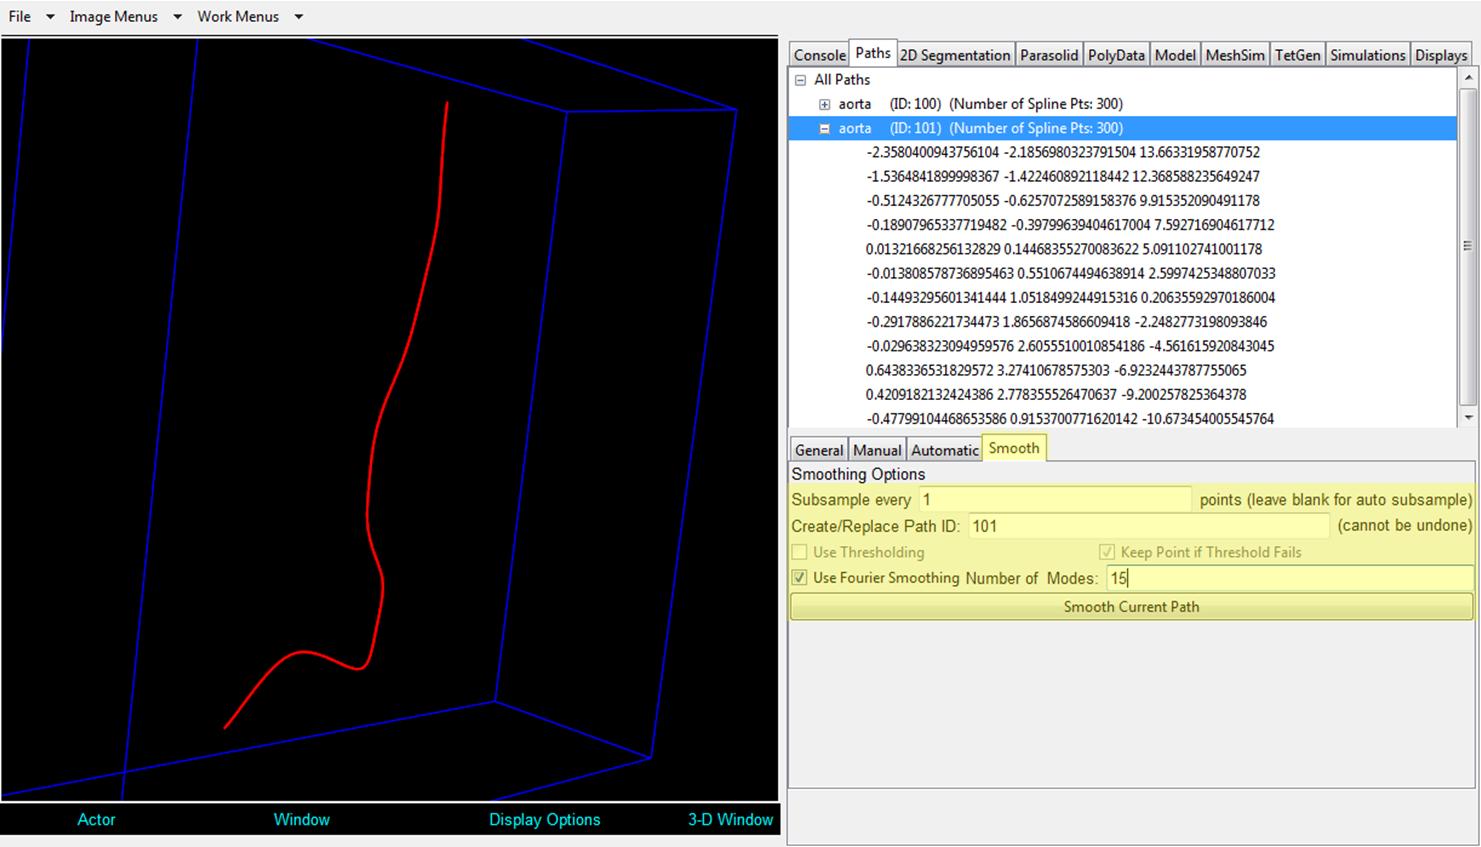 File Image Menus Work Menus
Console Paths 2D Segmentation Parasolid PolyData Model MeshSim TetGen Simulations Displays
All Paths
aorta (ID: 100) (Number of Spline Pts: 300)
aorta (ID: 101) (Number of Spline Pts: 300)
-2.3580400943756104 -2.1856980323791504 13.66331958770752
-1.5364841899998367 -1.422460892118442 12.368588235649247
-0.5124326777705055 -0.6257072589158376 9.915352090491178
-0.18907965337719482 -0.39799639404617004 7.592716904617712
0.01321668256132829 0.14468355270083622 5.091102741001178
-0.013808578736895463 0.5510674494638914 2.5997425348807033
-0.14493295601341444 1.0518499244915316 0.20635592970186004
-0.2917886221734473 1.8656874586609418 -2.2482773198093846
-0.029638323094959576 2.6055510010854186 -4.561615920843045
0.6438336531829572 3.27410678575303 -6.9232443787755065
0.4209182132424386 2.778355526470637 -9.200257825364378
-0.47799104468653586 0.9153700771620142 -10.673454005545764
General Manual Automatic Smooth
Smoothing Options
Subsample every 1 points (leave blank for auto subsample)
Create/Replace Path ID: 101 (cannot be undone)
Use Thresholding Keep Point if Threshold Fails
Use Fourier Smoothing Number of Modes: 15
Smooth Current Path
Actor Window Display Options 3-D Window